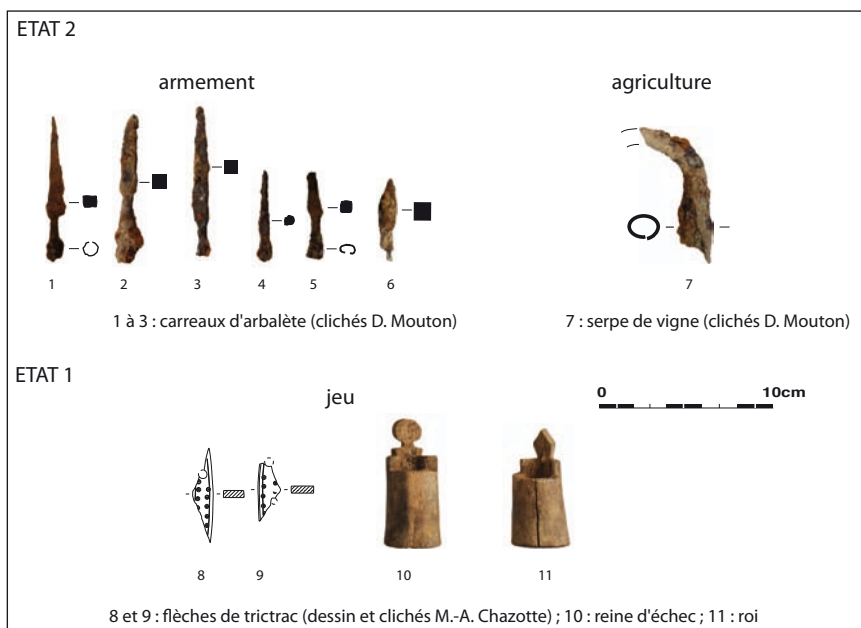 ETAT 2
armement
agriculture
1 2 3 4 5 6 7
1 à 3 : carreaux d'arbalète (clichés D. Mouton)
7 : serpe de vigne (clichés D. Mouton)
ETAT 1
jeu
0 10cm
8 9 10 11
8 et 9 : flèches de trictrac (dessin et clichés M.-A. Chazotte) ; 10 : reine d'échec ; 11 : roi